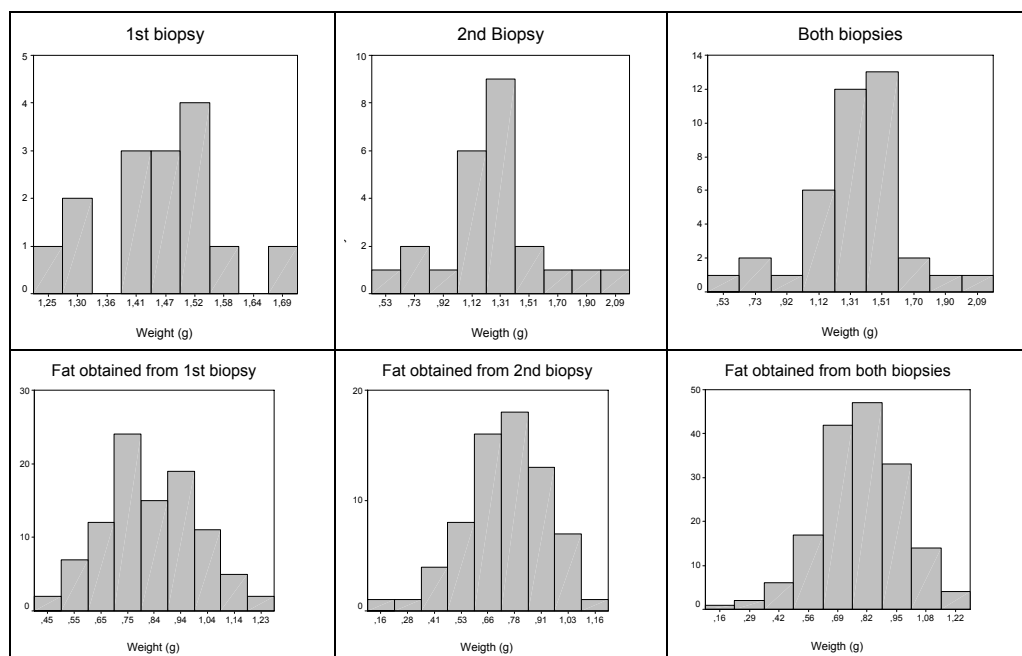 1st biopsy
5
4
3
2
1
0
1,25 1,30 1,36 1,41 1,47 1,52 1,58 1,64 1,69
Weight (g)
2nd Biopsy
10
8
6
4
2
0
,53 ,73 ,92 1,12 1,31 1,51 1,70 1,90 2,09
Weigth (g)
Both biopsies
14
12
10
8
6
4
2
0
,53 ,73 ,92 1,12 1,31 1,51 1,70 1,90 2,09
Weigth (g)
Fat obtained from 1st biopsy
30
20
10
0
,45 ,55 ,65 ,75 ,84 ,94 1,04 1,14 1,23
Weight (g)
Fat obtained from 2nd biopsy
20
10
0
,16 ,28 ,41 ,53 ,66 ,78 ,91 1,03 1,16
Weigth (g)
Fat obtained from both biopsies
50
40
30
20
10
0
,16 ,29 ,42 ,56 ,69 ,82 ,95 1,08 1,22
Weigth (g)